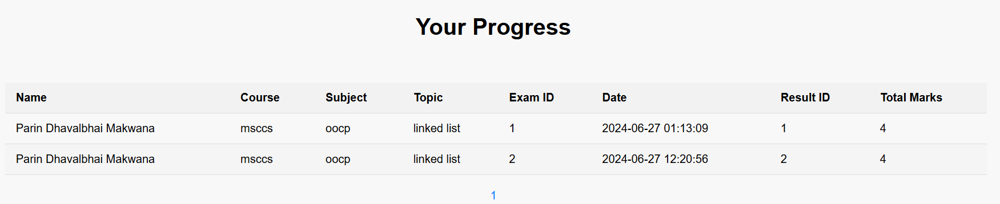 Your Progress
Name Course Subject Topic Exam ID Date Result ID Total Marks
Parin Dhavalbhai Makwana msccs oocp linked list 1 2024-06-27 01:13:09 1 4
Parin Dhavalbhai Makwana msccs oocp linked list 2 2024-06-27 12:20:56 2 4
1